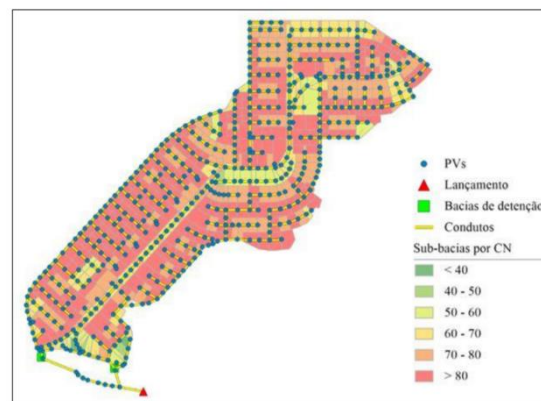 PVs
Lançamento
Bacias de detenção
Condutos
Sub-bacias por CN
< 40
40 - 50
50 - 60
60 - 70
70 - 80
> 80